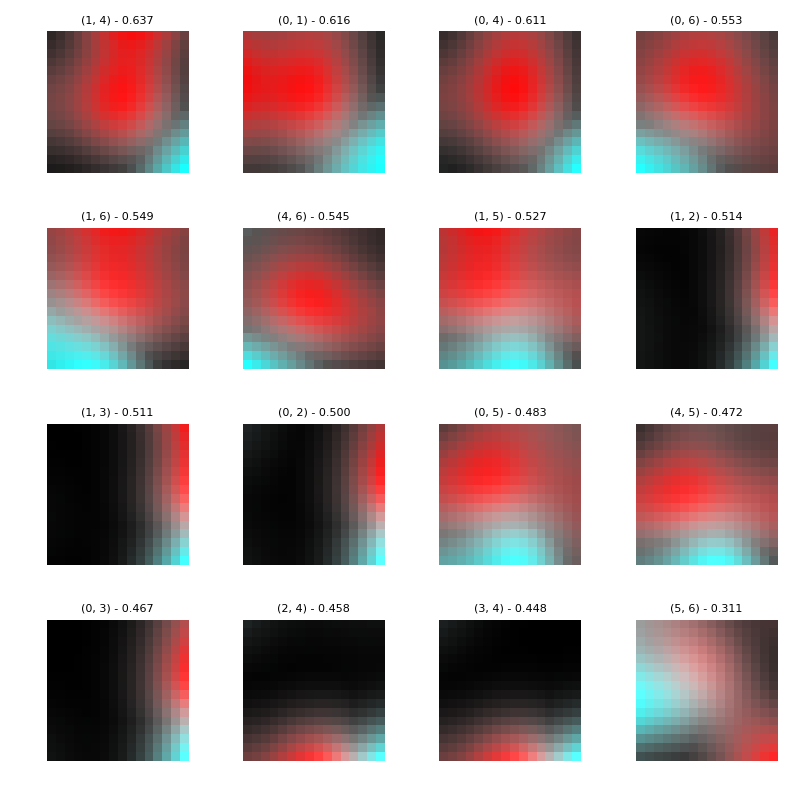 (1, 4) - 0.637 (0, 1) - 0.616 (0, 4) - 0.611 (0, 6) - 0.553
(1, 6) - 0.549 (4, 6) - 0.545 (1, 5) - 0.527 (1, 2) - 0.514
(1, 3) - 0.511 (0, 2) - 0.500 (0, 5) - 0.483 (4, 5) - 0.472
(0, 3) - 0.467 (2, 4) - 0.458 (3, 4) - 0.448 (5, 6) - 0.311